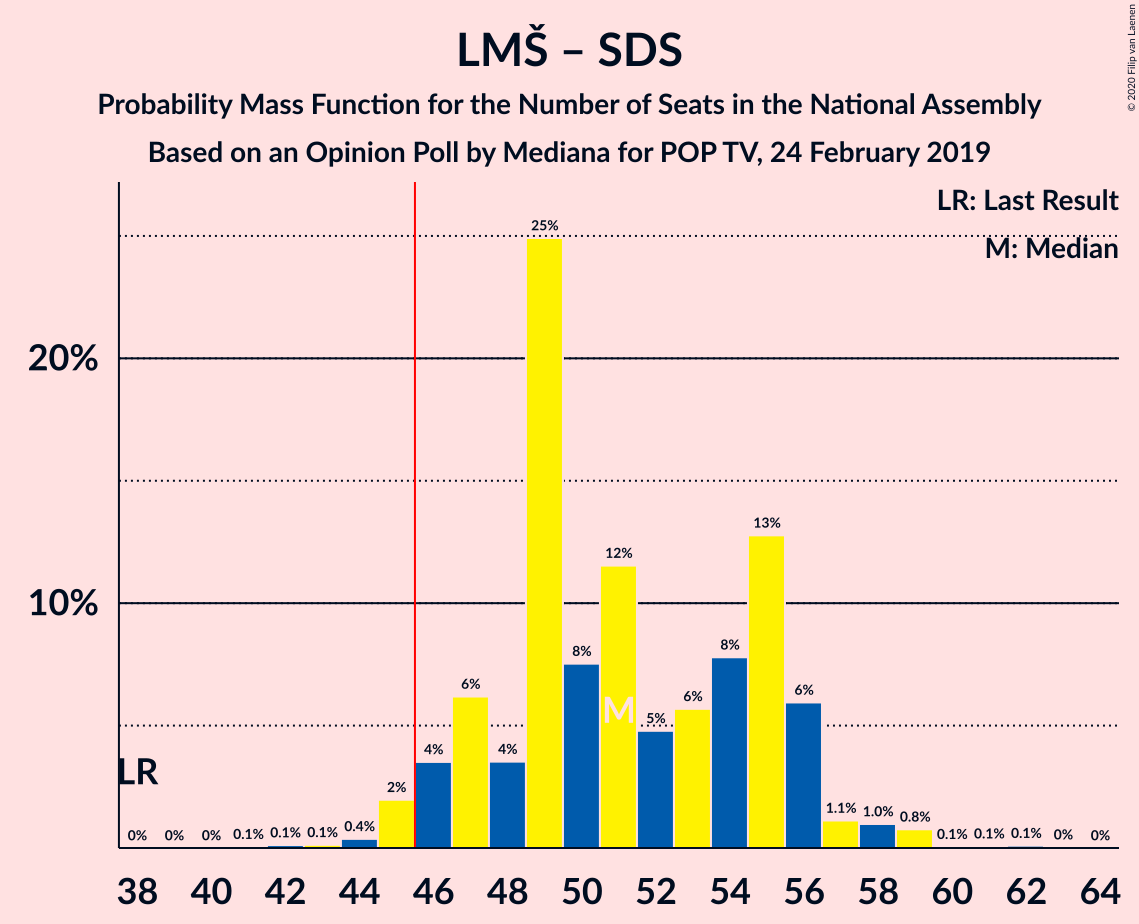 LMŠ – SDS
Probability Mass Function for the Number of Seats in the National Assembly
Based on an Opinion Poll by Mediana for POP TV, 24 February 2019
© 2020 Filip van Laenen
LR: Last Result
M: Median
20%
10%
LR
M
0% 0% 0% 0.1% 0.1% 0.1% 0.4% 2% 4% 6% 4% 25% 8% 12% 5% 6% 8% 13% 6% 1.1% 1.0% 0.8% 0.1% 0.1% 0.1% 0% 0%
38 40 42 44 46 48 50 52 54 56 58 60 62 64